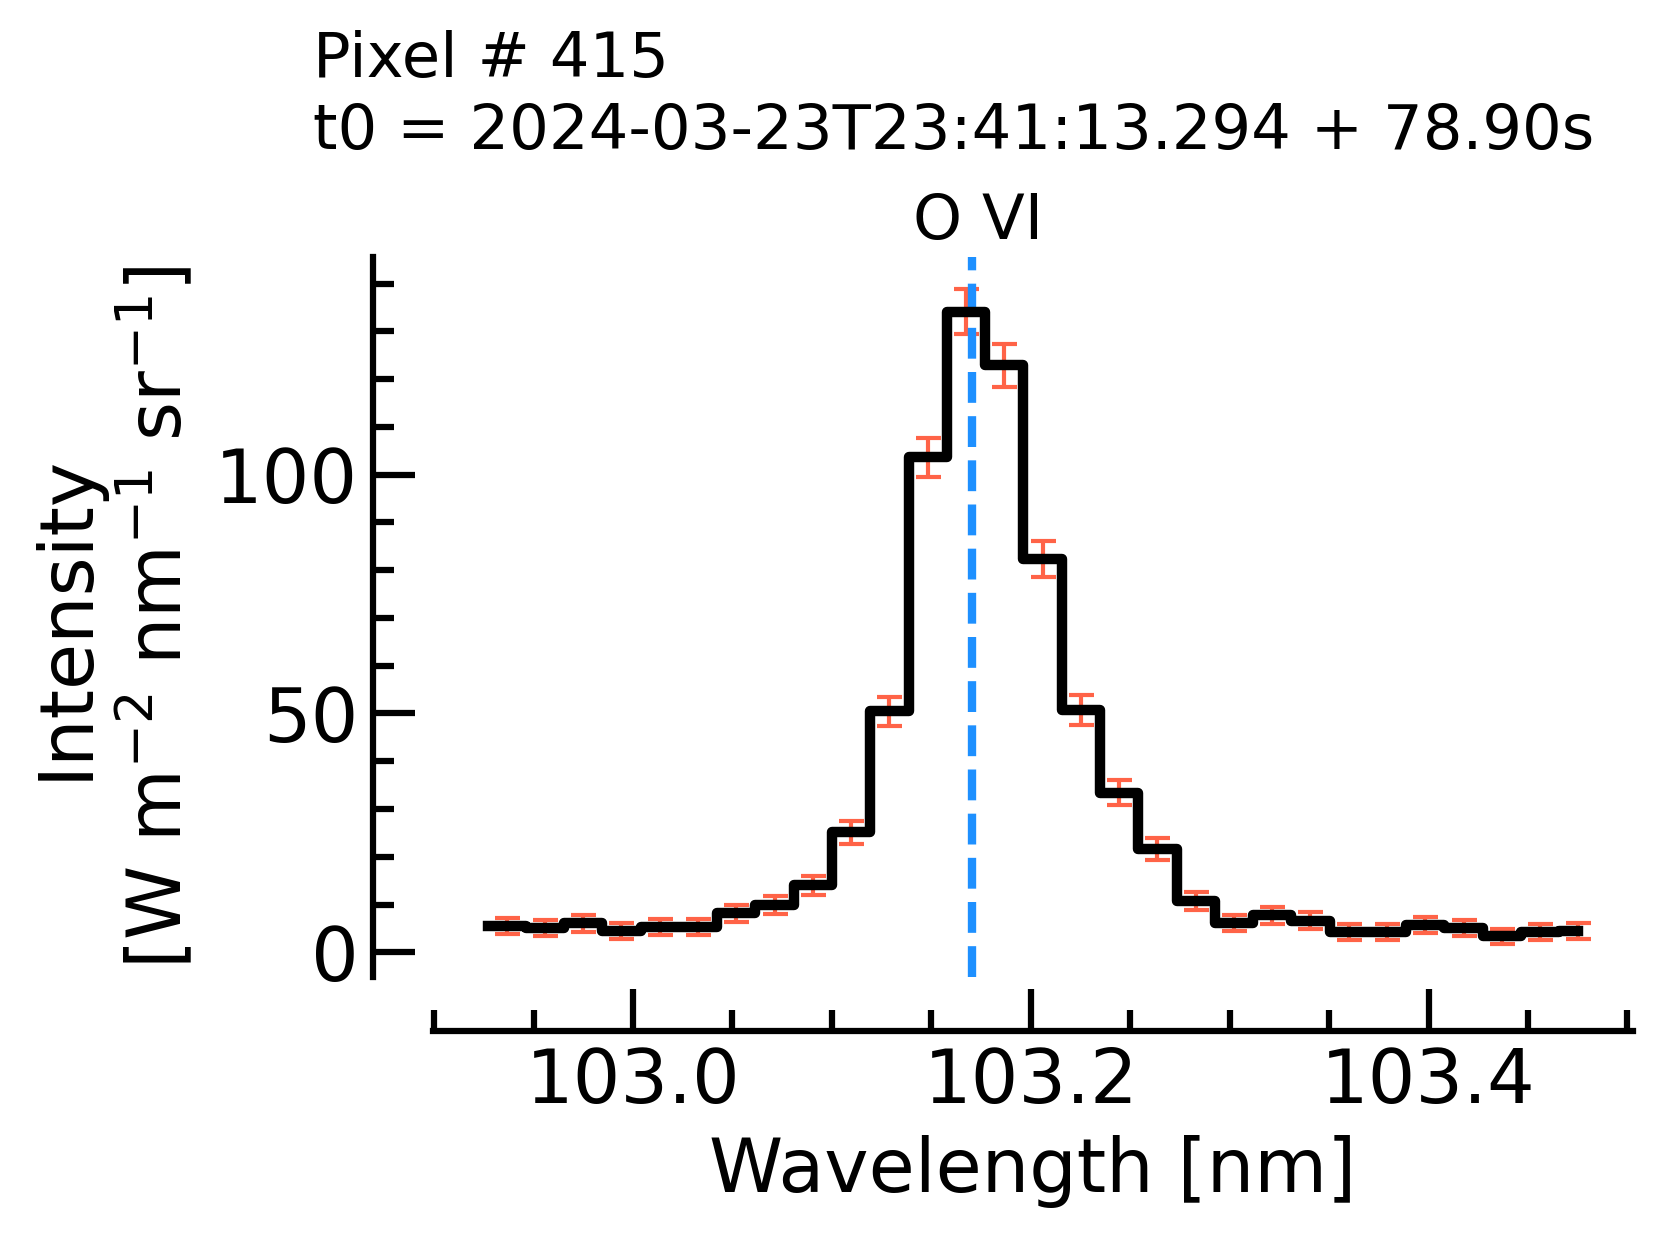 Pixel # 415
t0 = 2024-03-23T23:41:13.294 + 78.90s
O VI
Intensity
[W m⁻² nm⁻¹ sr⁻¹]
100
50
0
103.0 103.2 103.4
Wavelength [nm]